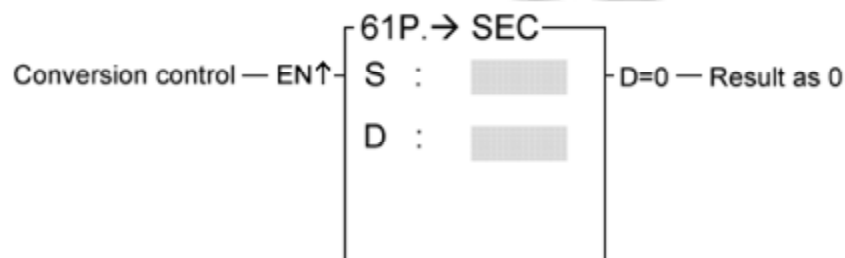 61P.→ SEC
Conversion control — EN↑ S : D=0 — Result as 0
D :